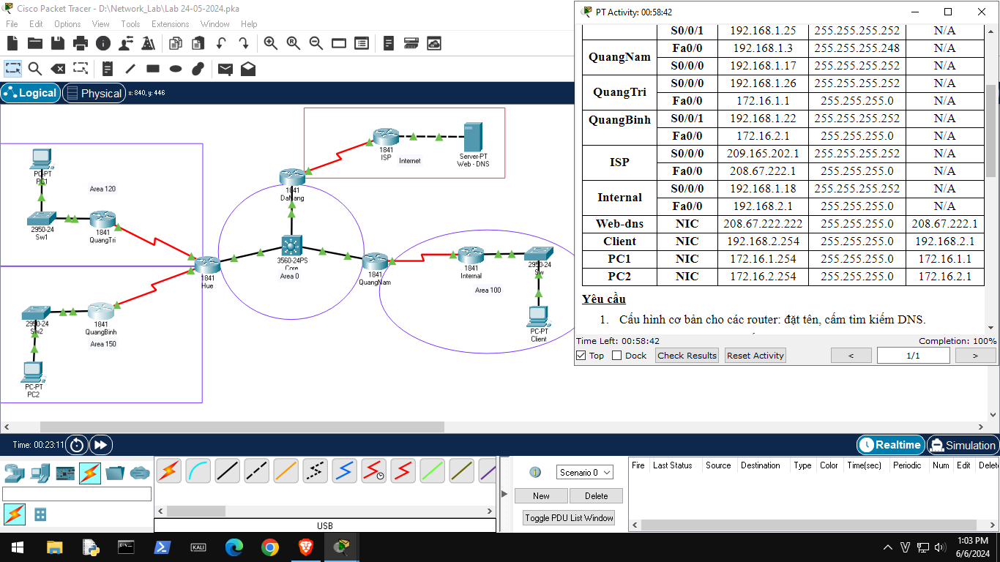 Cisco Packet Tracer - D:\Network_Lab\Lab 24-05-2024.pka
File Edit Options View Tools Extensions Window Help
Logical Physical x: 840, y: 446
PC-PT
PC1
Area 120
2950-24
Sw1
1841
QuangTri
1841
DaNang
1841
ISP
Internet
Server-PT
Web - DNS
3560-24PS
Core
Area 0
1841
Hue
1841
QuangNam
1841
Internal
2950-24
Sw
Area 100
PC-PT
Client
2950-24
Sw2
1841
QuangBinh
Area 150
PC-PT
PC2
PT Activity: 00:58:42
S0/0/1 192.168.1.25 255.255.255.252 N/A
QuangNam Fa0/0 192.168.1.3 255.255.255.248 N/A
S0/0/0 192.168.1.17 255.255.255.252 N/A
QuangTri S0/0/0 192.168.1.26 255.255.255.252 N/A
Fa0/0 172.16.1.1 255.255.255.0 N/A
QuangBinh S0/0/1 192.168.1.22 255.255.255.252 N/A
Fa0/0 172.16.2.1 255.255.255.0 N/A
ISP S0/0/0 209.165.202.1 255.255.255.252 N/A
Fa0/0 208.67.222.1 255.255.255.0 N/A
Internal S0/0/0 192.168.1.18 255.255.255.252 N/A
Fa0/0 192.168.2.1 255.255.255.0 N/A
Web-dns NIC 208.67.222.222 255.255.255.0 208.67.222.1
Client NIC 192.168.2.254 255.255.255.0 192.168.2.1
PC1 NIC 172.16.1.254 255.255.255.0 172.16.1.1
PC2 NIC 172.16.2.254 255.255.255.0 172.16.2.1
Yêu cầu
1. Cấu hình cơ bản cho các router: đặt tên, cấm tìm kiếm DNS.
Time Left: 00:58:42 Completion: 100%
Top Dock Check Results Reset Activity < 1/1 >
Time: 00:23:11 Realtime Simulation
Scenario 0
New Delete
Toggle PDU List Window
Fire Last Status Source Destination Type Color Time(sec) Periodic Num Edit Delete
USB
KALI
1:03 PM
6/6/2024